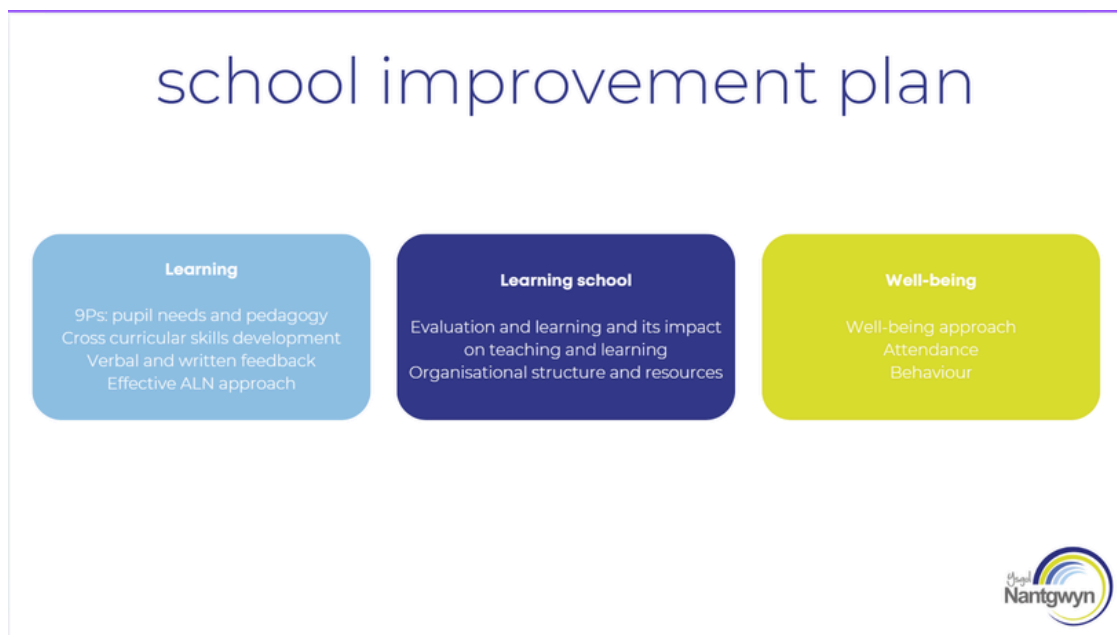 school improvement plan
Learning
9Ps: pupil needs and pedagogy
Cross curricular skills development
Verbal and written feedback
Effective ALN approach
Learning school
Evaluation and learning and its impact
on teaching and learning
Organisational structure and resources
Well-being
Well-being approach
Attendance
Behaviour
Ysgol
Nantgwyn